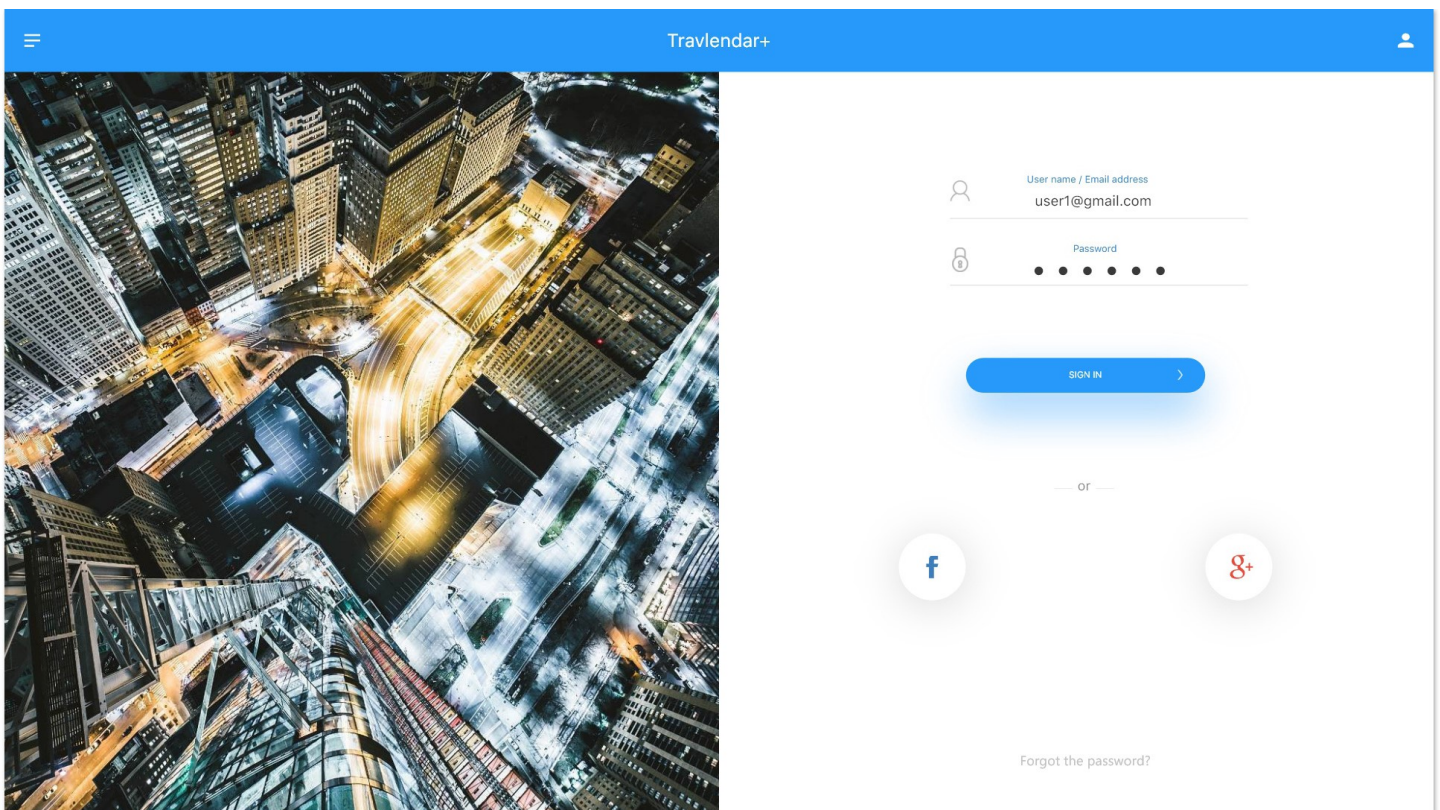 Travlendar+
User name / Email address
user1@gmail.com
Password
SIGN IN
or
f
g+
Forgot the password?